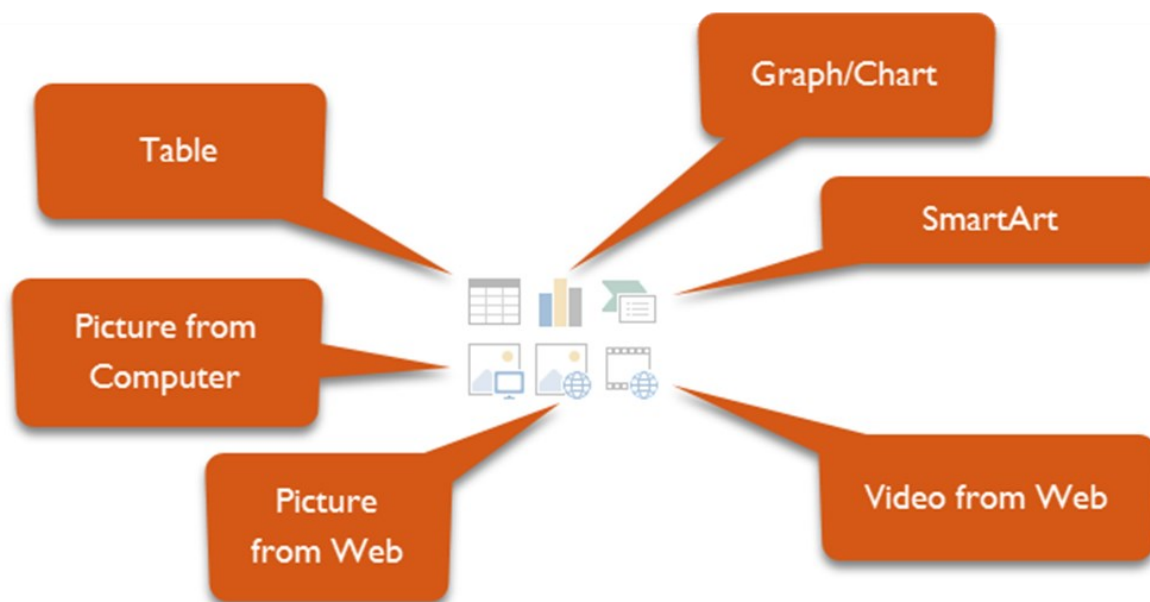 Graph/Chart
Table
SmartArt
Picture from
Computer
Picture
from Web
Video from Web